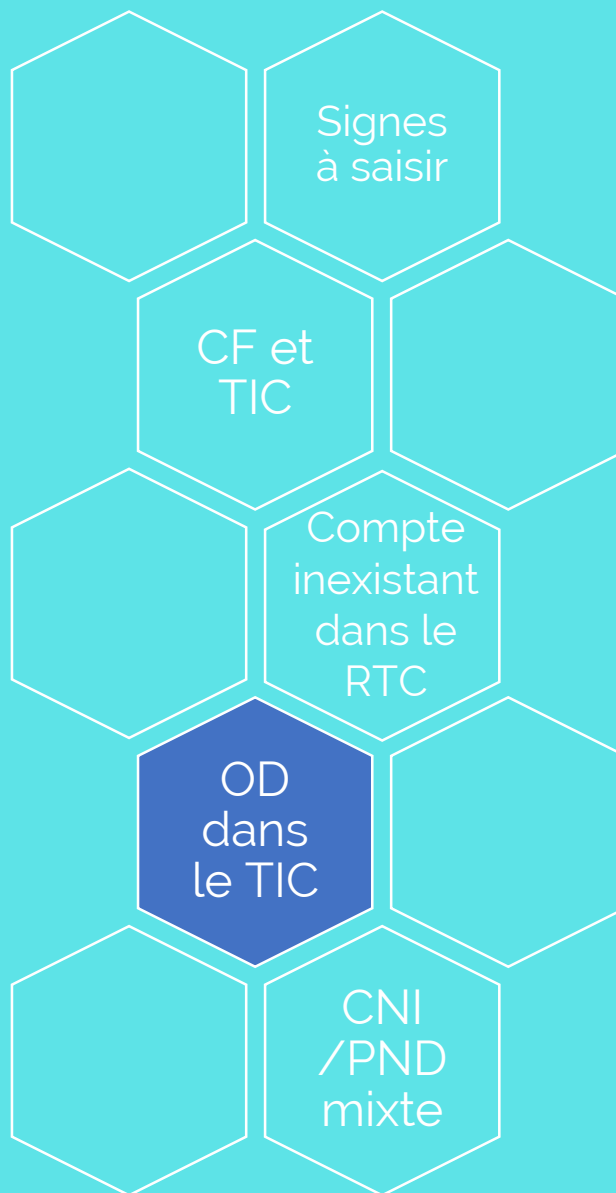 Signes
à saisir
CF et
TIC
Compte
inexistant
dans le
RTC
OD
dans
le TIC
CNI
/PND
mixte